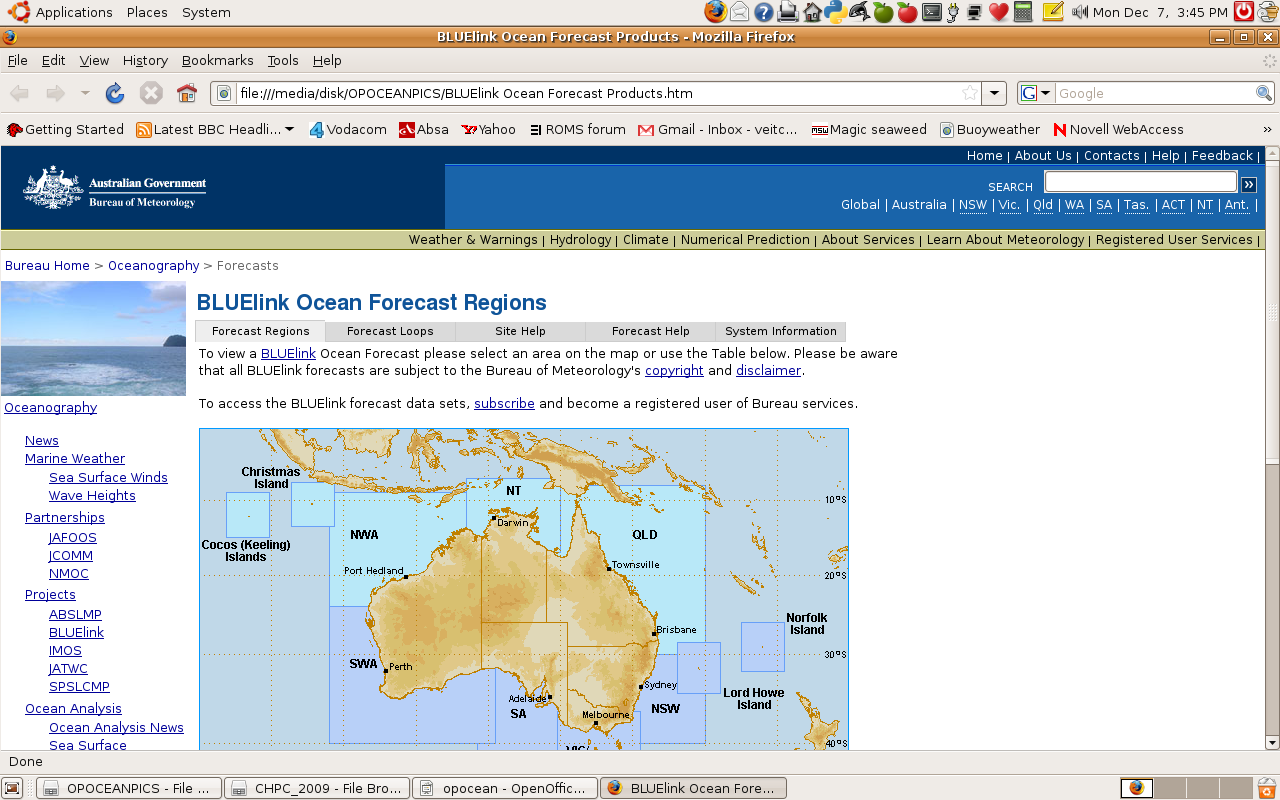 Applications Places System Mon Dec 7, 3:45 PM
BLUElink Ocean Forecast Products - Mozilla Firefox
File Edit View History Bookmarks Tools Help
file:///media/disk/OPOCEANPICS/BLUElink Ocean Forecast Products.htm G Google
Getting Started Latest BBC Headli... Vodacom Absa Yahoo ROMS forum Gmail - Inbox - veitc... Magic seaweed Buoyweather Novell WebAccess »
Home | About Us | Contacts | Help | Feedback |
Australian Government
Bureau of Meteorology
SEARCH
Global | Australia | NSW | Vic. | Qld | WA | SA | Tas. | ACT | NT | Ant. |
Weather & Warnings | Hydrology | Climate | Numerical Prediction | About Services | Learn About Meteorology | Registered User Services |
Bureau Home > Oceanography > Forecasts
BLUElink Ocean Forecast Regions
Forecast Regions Forecast Loops Site Help Forecast Help System Information
To view a BLUElink Ocean Forecast please select an area on the map or use the Table below. Please be aware
that all BLUElink forecasts are subject to the Bureau of Meteorology's copyright and disclaimer.
To access the BLUElink forecast data sets, subscribe and become a registered user of Bureau services.
Oceanography
News
Marine Weather
Sea Surface Winds
Wave Heights
Partnerships
JAFOOS
JCOMM
NMOC
Projects
ABSLMP
BLUElink
IMOS
JATWC
SPSLCMP
Ocean Analysis
Ocean Analysis News
Sea Surface
Christmas
Island
NT
10°S
Darwin
Cocos (Keeling)
Islands
NWA
QLD
Port Hedland
Townsville
20°S
Norfolk
Island
Brisbane
30°S
SWA
Perth
Sydney
Lord Howe
Island
Adelaide
SA
NSW
Melbourne
VIC/
40°S
Done
OPOCEANPICS - File ... CHPC_2009 - File Bro... opocean - OpenOffic... BLUElink Ocean Fore...